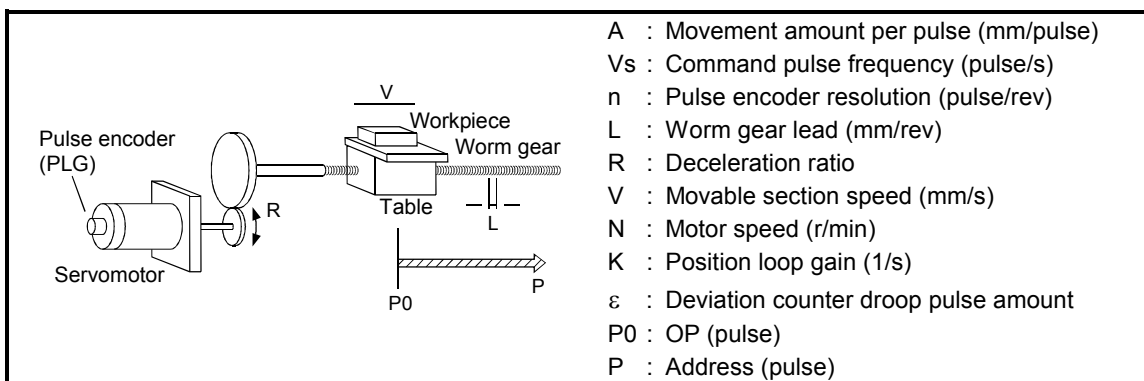 Pulse encoder
(PLG)
Servomotor
R
V
Workpiece
Worm gear
Table
L
P0
P
A : Movement amount per pulse (mm/pulse)
Vs : Command pulse frequency (pulse/s)
n : Pulse encoder resolution (pulse/rev)
L : Worm gear lead (mm/rev)
R : Deceleration ratio
V : Movable section speed (mm/s)
N : Motor speed (r/min)
K : Position loop gain (1/s)
ε : Deviation counter droop pulse amount
P0 : OP (pulse)
P : Address (pulse)